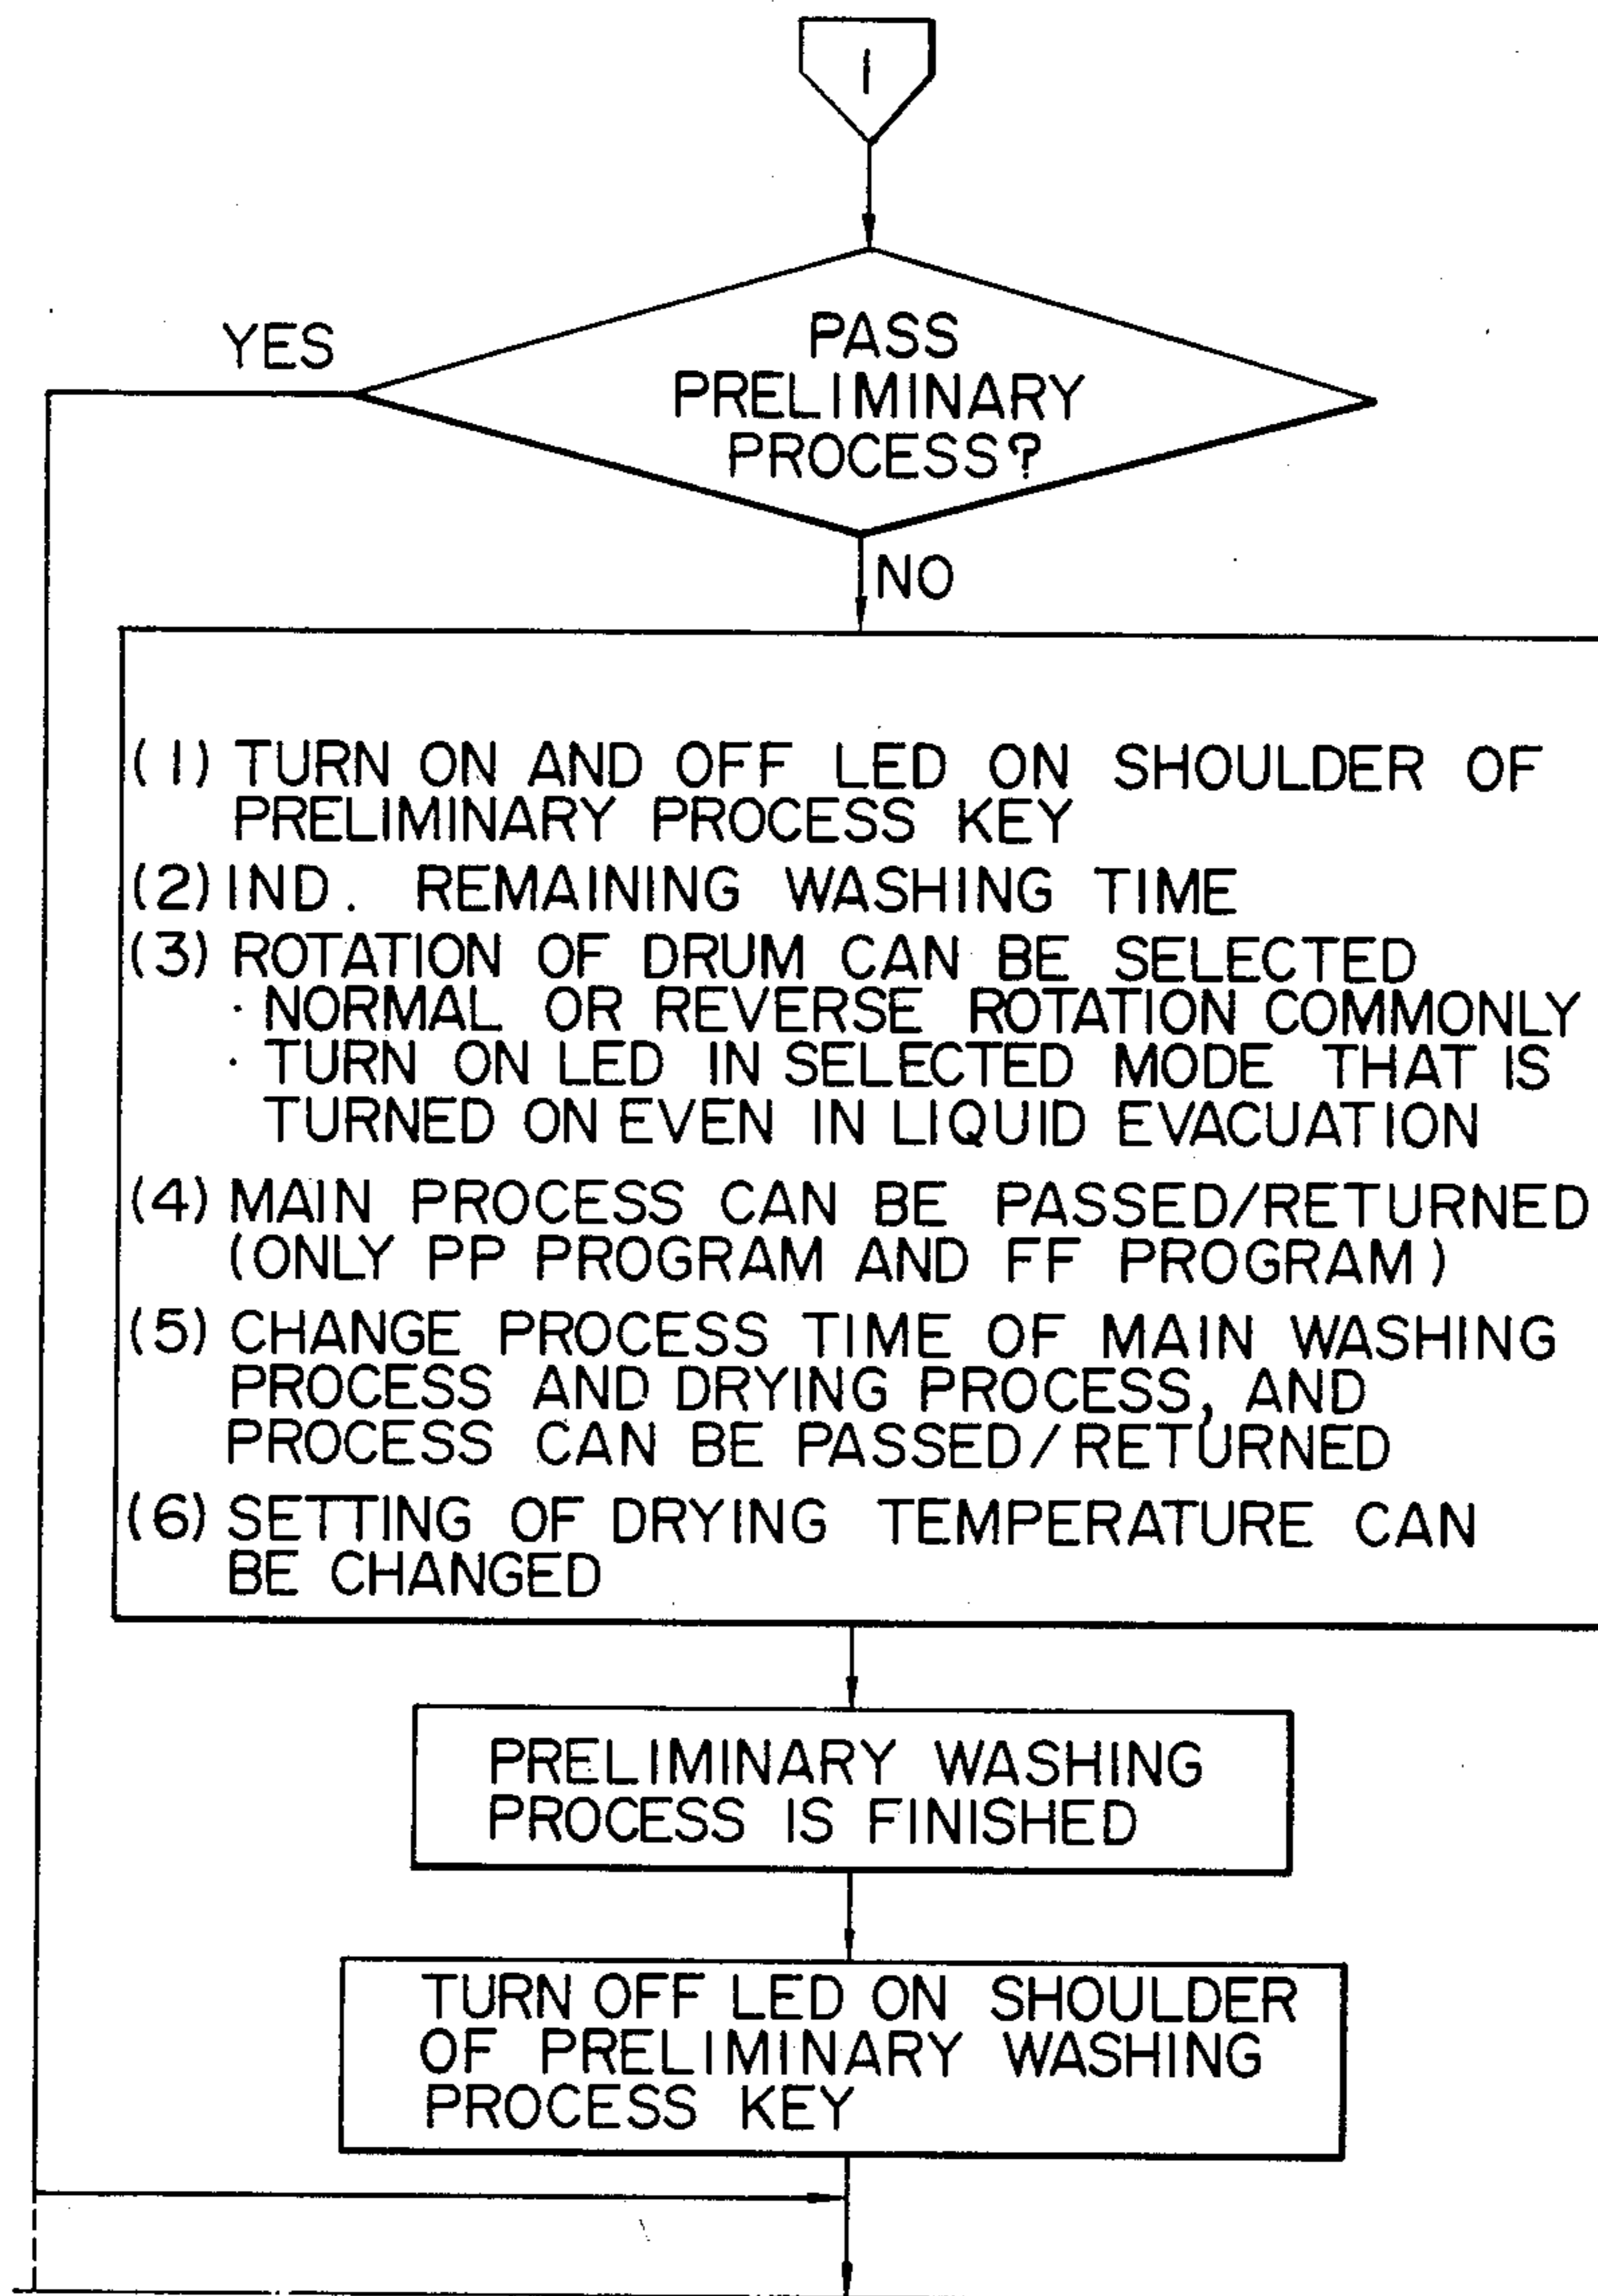 1
PASS
PRELIMINARY
PROCESS?
YES
NO
(1) TURN ON AND OFF LED ON SHOULDER OF
PRELIMINARY PROCESS KEY
(2) IND. REMAINING WASHING TIME
(3) ROTATION OF DRUM CAN BE SELECTED
· NORMAL OR REVERSE ROTATION COMMONLY
· TURN ON LED IN SELECTED MODE THAT IS
TURNED ON EVEN IN LIQUID EVACUATION
(4) MAIN PROCESS CAN BE PASSED/RETURNED
(ONLY PP PROGRAM AND FF PROGRAM)
(5) CHANGE PROCESS TIME OF MAIN WASHING
PROCESS AND DRYING PROCESS, AND
PROCESS CAN BE PASSED/RETURNED
(6) SETTING OF DRYING TEMPERATURE CAN
BE CHANGED
PRELIMINARY WASHING
PROCESS IS FINISHED
TURN OFF LED ON SHOULDER
OF PRELIMINARY WASHING
PROCESS KEY